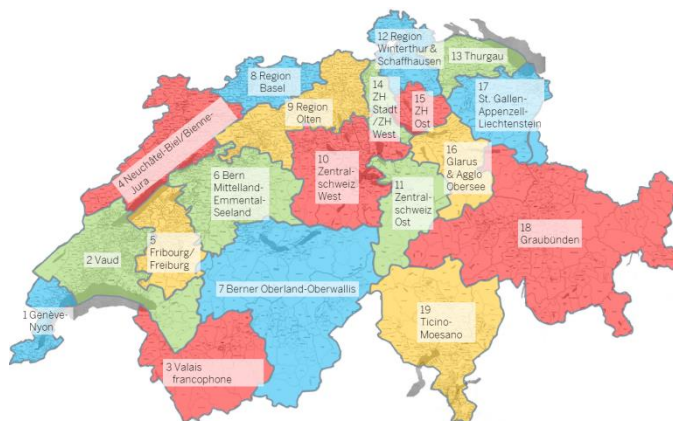 12 Region
Winterthur &
Schaffhausen
13 Thurgau
8 Region
Basel
14
ZH
Stadt
/ZH
West
15
ZH
Ost
17
St. Gallen-
Appenzell-
Liechtenstein
9 Region
Olten
4 Neuchâtel-Biel/Bienne-
Jura
10
Zentral-
schweiz
West
16
Glarus
& Agglo
Obersee
6 Bern
Mittelland-
Emmental-
Seeland
11
Zentral-
schweiz
Ost
18
Graubünden
5
Fribourg/
Freiburg
2 Vaud
7 Berner Oberland-Oberwallis
1 Genève-
Nyon
19
Ticino-
Moesano
3 Valais
francophone